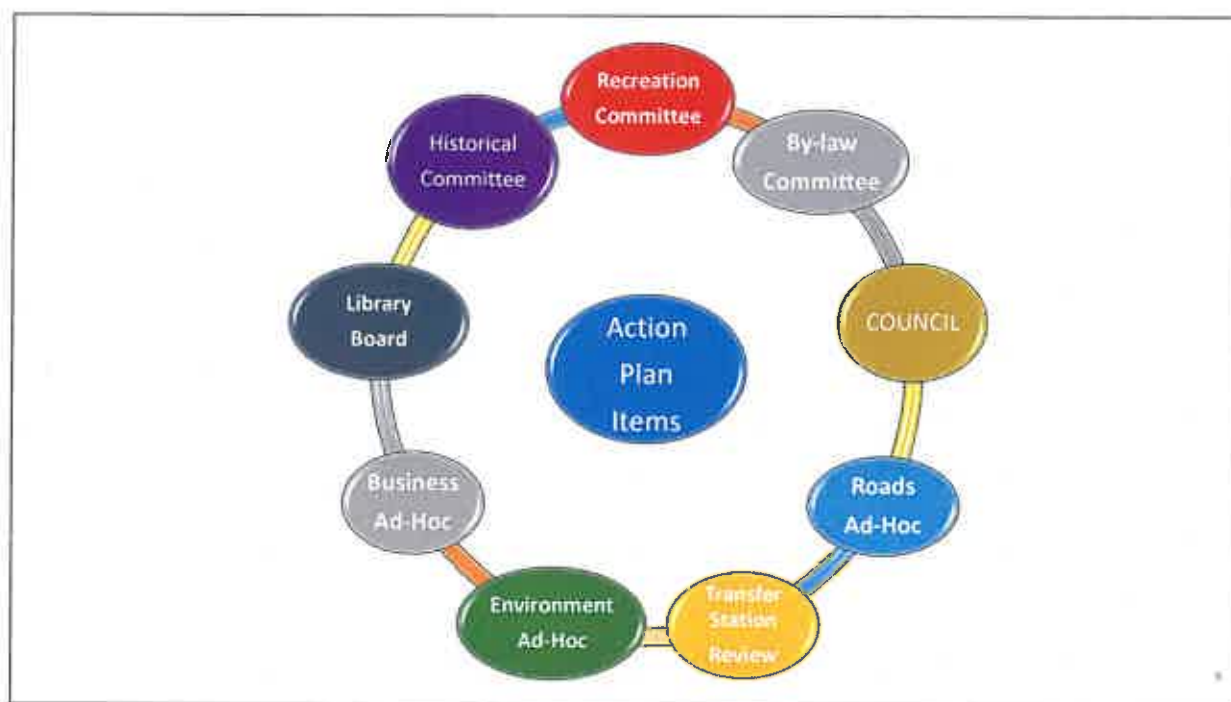 Recreation
Committee
By-law
Committee
COUNCIL
Roads
Ad-Hoc
Transfer
Station
Review
Environment
Ad-Hoc
Business
Ad-Hoc
Library
Board
Historical
Committee
Action
Plan
Items